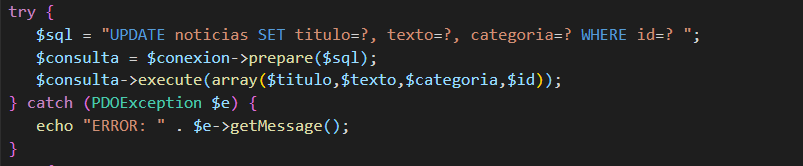 try {
$sql = "UPDATE noticias SET titulo=?, texto=?, categoria=? WHERE id=? ";
$consulta = $conexion->prepare($sql);
$consulta->execute(array($titulo,$texto,$categoria,$id));
} catch (PDOException $e) {
echo "ERROR: " . $e->getMessage();
}